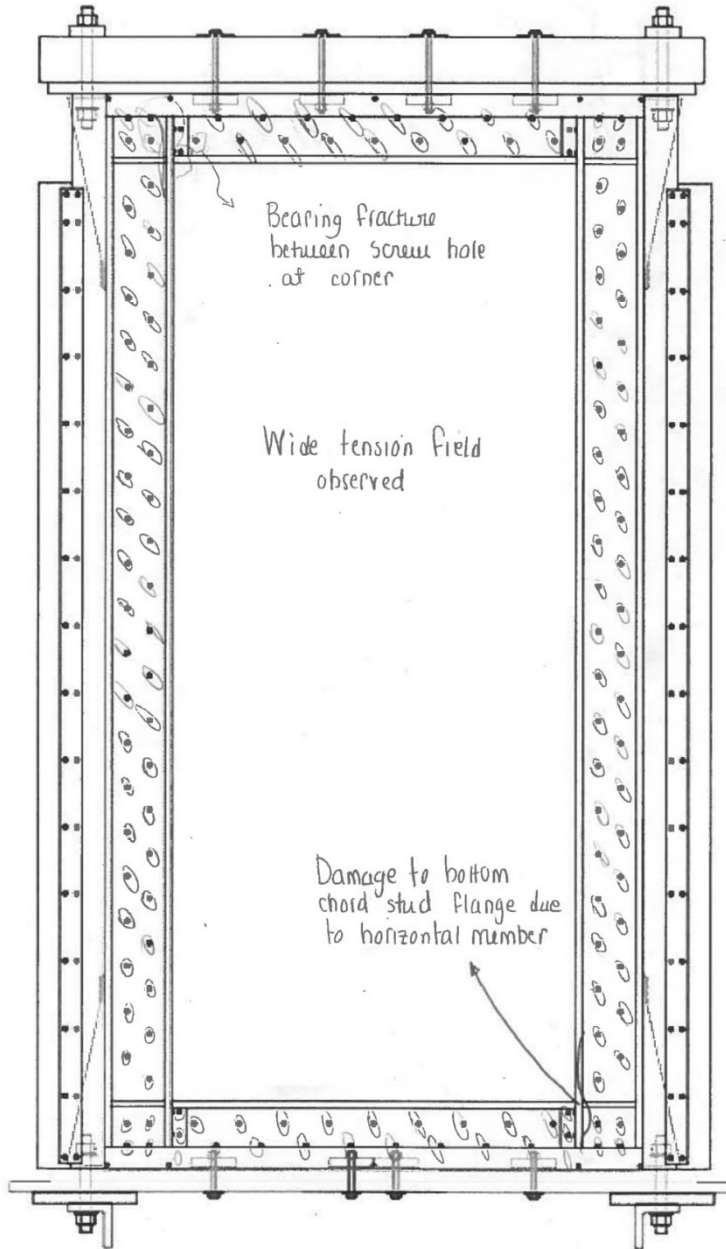 Bearing fracture
between screw hole
at corner
Wide tension field
observed
Damage to bottom
chord stud flange due
to horizontal member